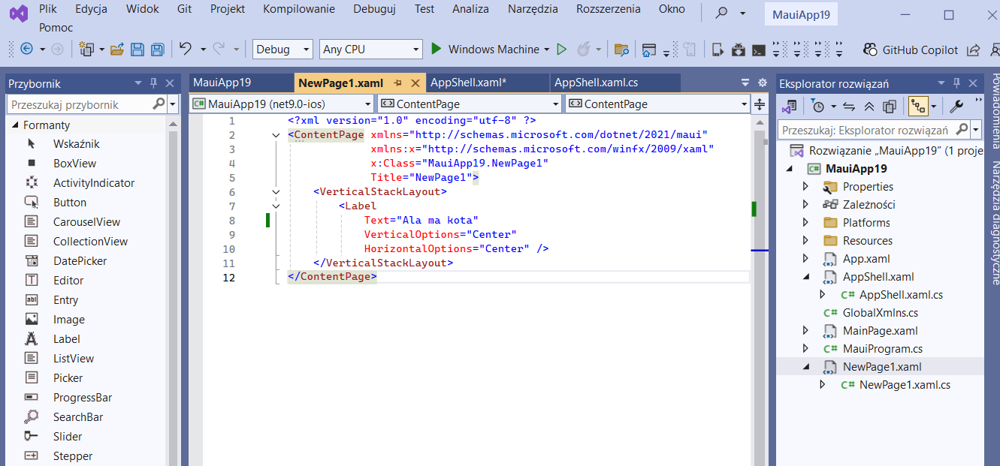 Plik Edycja Widok Git Projekt Kompilowanie Debuguj Test Analiza Narzędzia Rozszerzenia Okno
MauiApp19
Pomoc
Debug Any CPU Windows Machine GitHub Copilot
Przybornik
Przeszukaj przybornik
Formanty
Wskaźnik
BoxView
ActivityIndicator
Button
CarouselView
CollectionView
DatePicker
Editor
Entry
Image
Label
ListView
Picker
ProgressBar
SearchBar
Slider
Stepper
MauiApp19 NewPage1.xaml AppShell.xaml* AppShell.xaml.cs
C# MauiApp19 (net9.0-ios) ContentPage ContentPage
1 <?xml version="1.0" encoding="utf-8" ?>
2 <ContentPage xmlns="http://schemas.microsoft.com/dotnet/2021/maui"
3 xmlns:x="http://schemas.microsoft.com/winfx/2009/xaml"
4 x:Class="MauiApp19.NewPage1"
5 Title="NewPage1">
6 <VerticalStackLayout>
7 <Label
8 Text="Ala ma kota"
9 VerticalOptions="Center"
10 HorizontalOptions="Center" />
11 </VerticalStackLayout>
12 </ContentPage>
Eksplorator rozwiązań
Przeszukaj: Eksplorator rozwiązań
Rozwiązanie „MauiApp19” (1 proje
C# MauiApp19
Properties
Zależności
Platforms
Resources
App.xaml
AppShell.xaml
C# AppShell.xaml.cs
C# GlobalXmlns.cs
MainPage.xaml
C# MauiProgram.cs
NewPage1.xaml
C# NewPage1.xaml.cs
Powiadomienia
Narzędzia diagnostyczne